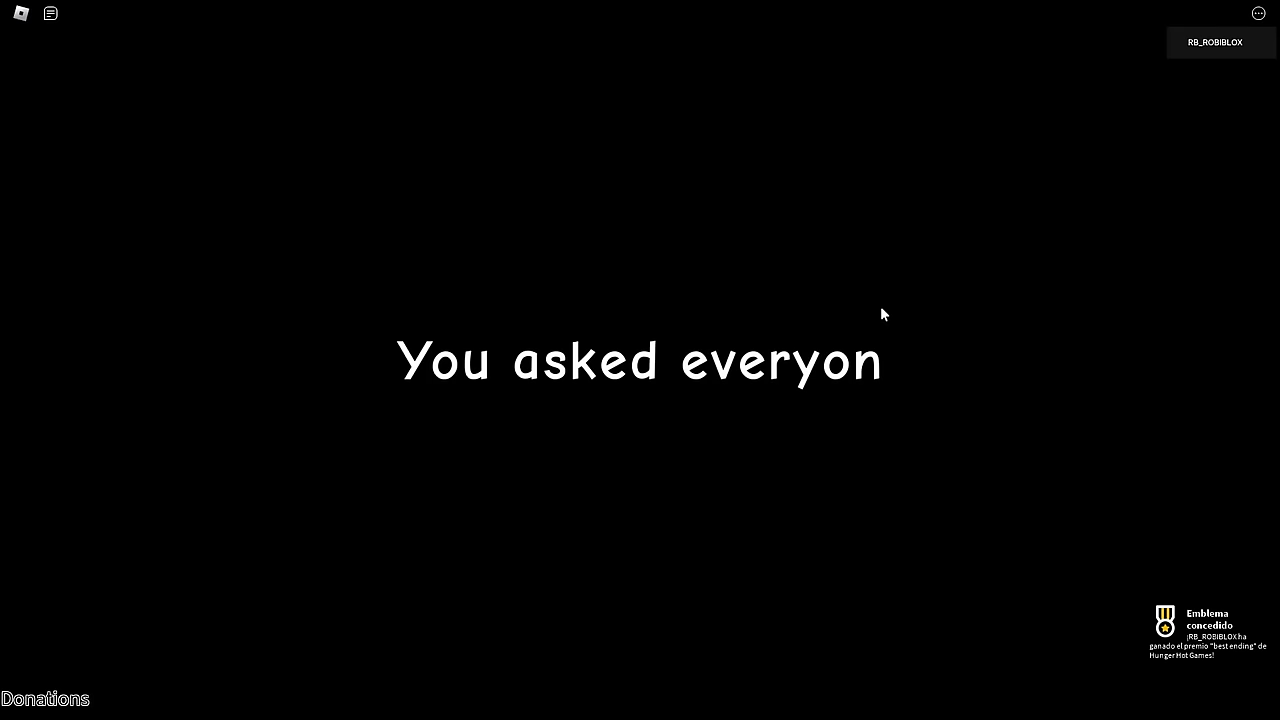 RB_ROBIBLOX
You asked everyon
Emblema
concedido
¡RB_ROBIBLOX ha
ganado el premio "best ending" de
Hunger Hot Games!
Donations